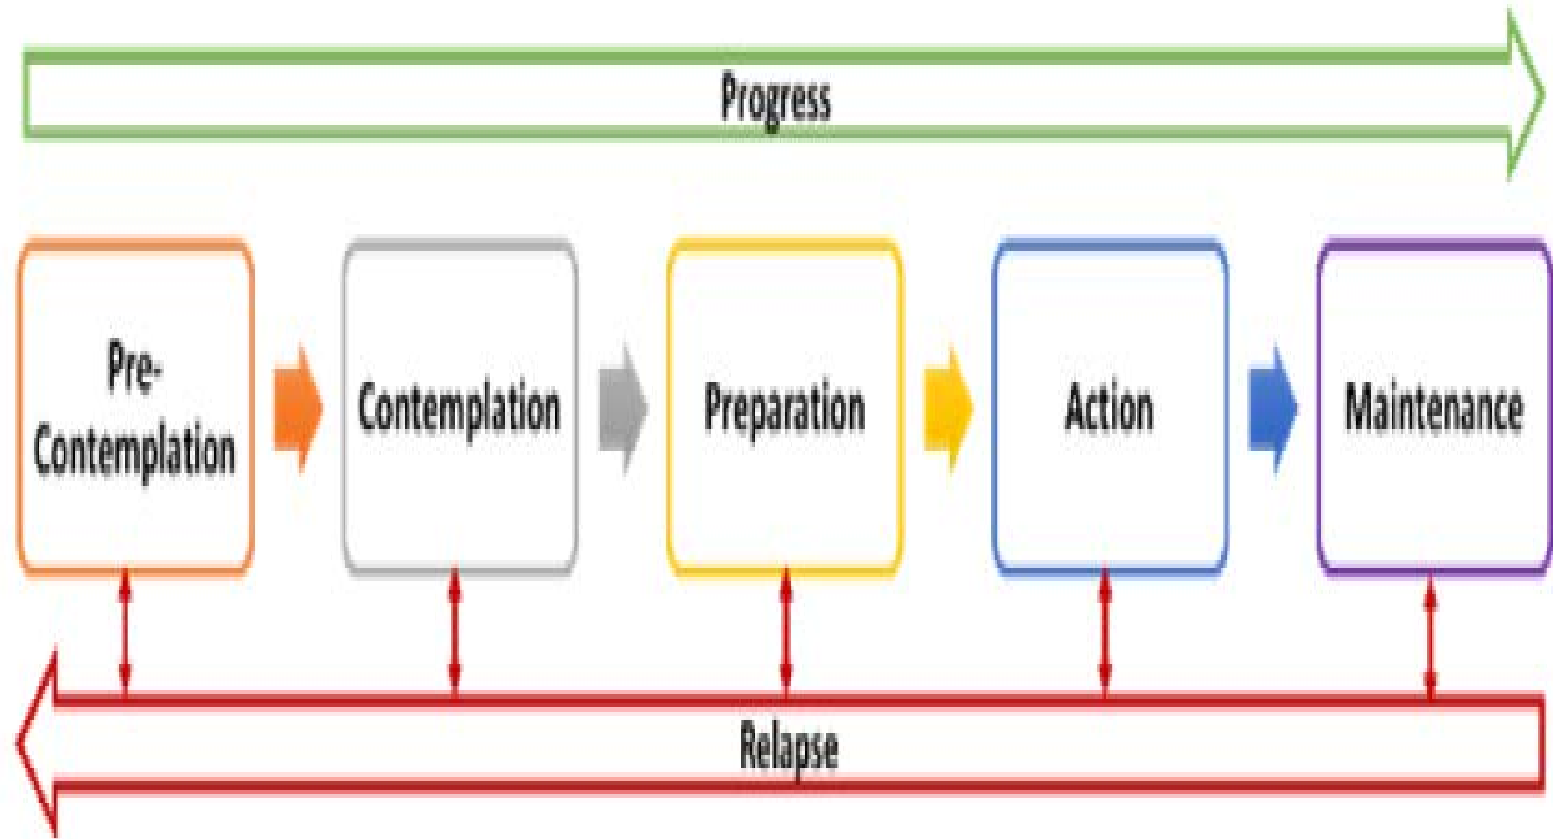 Progress
Pre-
Contemplation
Contemplation
Preparation
Action
Maintenance
Relapse